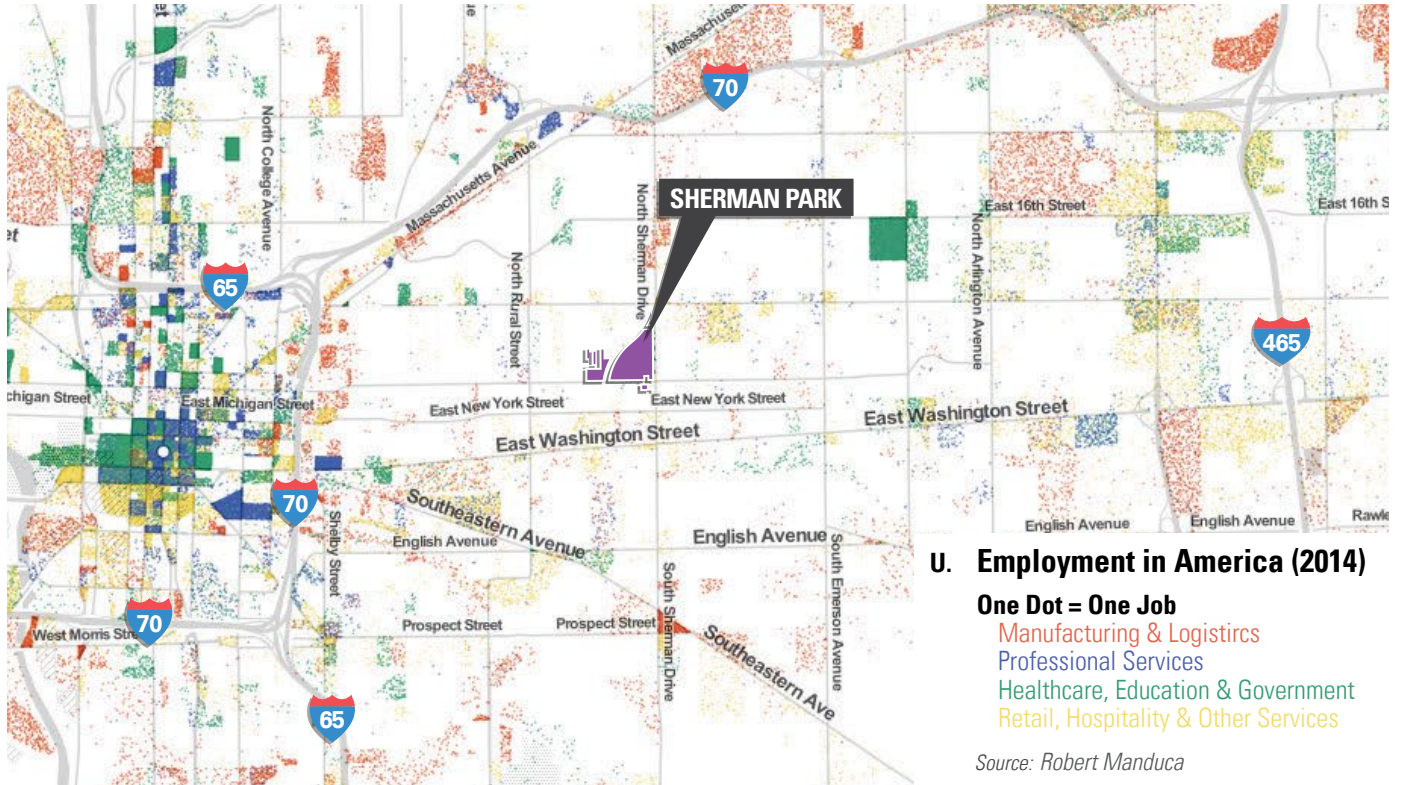 Massachusetts
70
North College Avenue
Massachusetts Avenue
SHERMAN PARK
North Sherman Drive
East 16th Street
East 16th S
et
North Rural Street
North Arlington Avenue
65
465
chigan Street
East Michigan Street
East New York Street
East New York Street
East Washington Street
East Washington Street
70
Southeastern Avenue
Shelby Street
English Avenue
English Avenue
English Avenue
English Avenue
Rawle
South Emerson Avenue
South Sherman Drive
70
West Morris Stre
Prospect Street
Prospect Street
Southeastern Ave
65
U. Employment in America (2014)
One Dot = One Job
Manufacturing & Logistircs
Professional Services
Healthcare, Education & Government
Retail, Hospitality & Other Services
Source: Robert Manduca